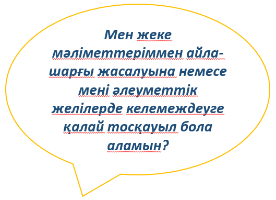 Мен жеке
мәліметтеріммен айла-
шарғы жасалуына немесе
мені әлеуметтік
желілерде келемеждеуге
қалай тосқауыл бола
аламын?